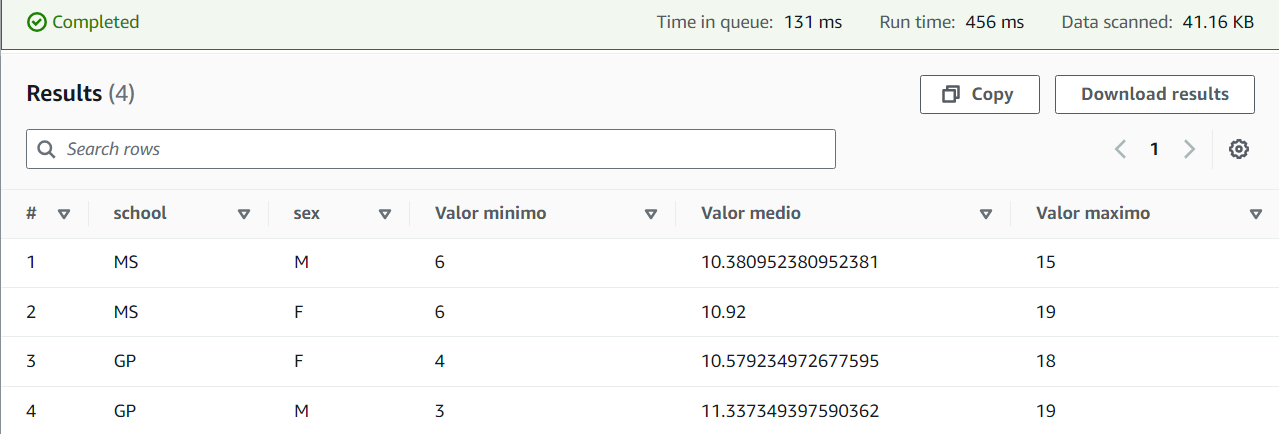 Completed Time in queue: 131 ms Run time: 456 ms Data scanned: 41.16 KB
Results (4) Copy Download results
Search rows 1
# school sex Valor minimo Valor medio Valor maximo
1 MS M 6 10.380952380952381 15
2 MS F 6 10.92 19
3 GP F 4 10.579234972677595 18
4 GP M 3 11.337349397590362 19